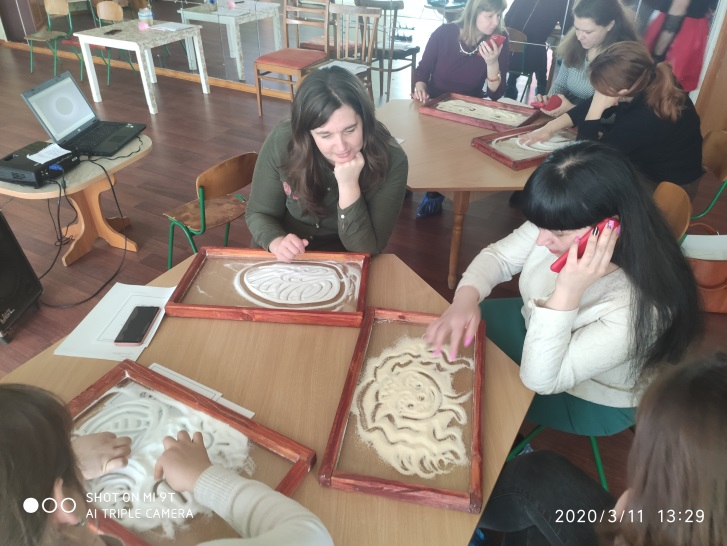 SHOT ON MI 9T
AI TRIPLE CAMERA
2020/3/11 13:29